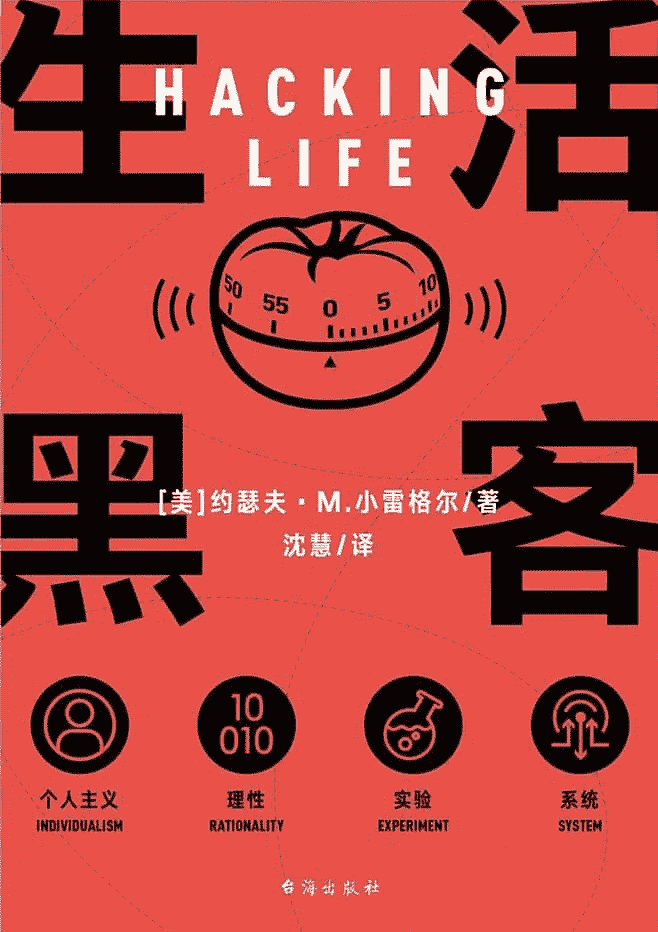 生活
HACKING
LIFE
50 55 0 5 10
黑客
[美]约瑟夫·M.小雷格尔/著
沈慧/译
个人主义 理性 实验 系统
10
010
INDIVIDUALISM RATIONALITY EXPERIMENT SYSTEM
台海出版社